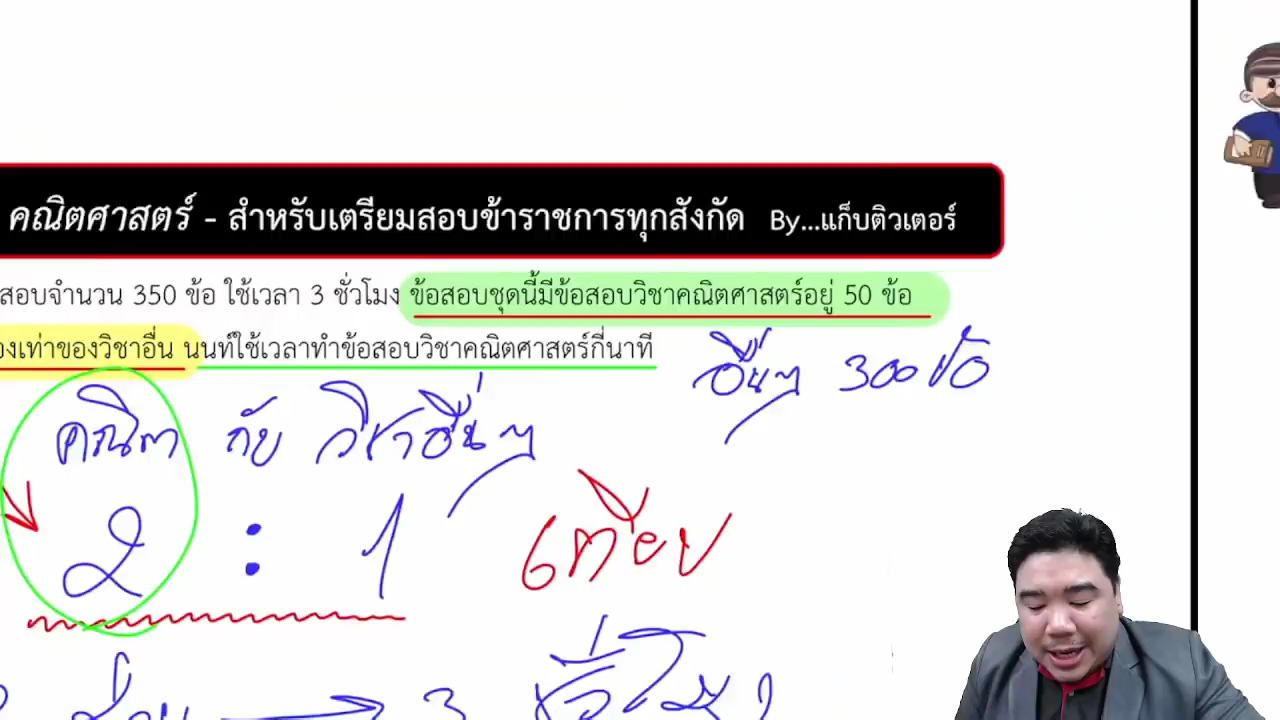 คณิตศาสตร์ - สำหรับเตรียมสอบข้าราชการทุกสังกัด By...แก็บติวเตอร์
สอบจำนวน 350 ข้อ ใช้เวลา 3 ชั่วโมง ข้อสอบชุดนี้มีข้อสอบวิชาคณิตศาสตร์อยู่ 50 ข้อ
องเท่าของวิชาอื่น นนท์ใช้เวลาทำข้อสอบวิชาคณิตศาสตร์กี่นาที
อื่นๆ 300 ข้อ
คณิต กับ วิชาอื่นๆ
2 : 1 เทียบ
3 ชั่วโมง